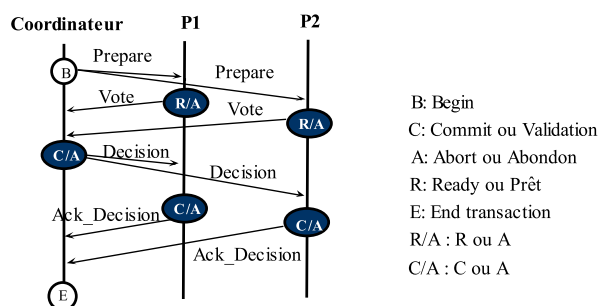 Coordinateur P1 P2
Prepare
B
Prepare
Vote
R/A
Vote
R/A
C/A
Decision
Decision
C/A
Ack_Decision
C/A
Ack_Decision
E
B: Begin
C: Commit ou Validation
A: Abort ou Abondon
R: Ready ou Prêt
E: End transaction
R/A : R ou A
C/A : C ou A